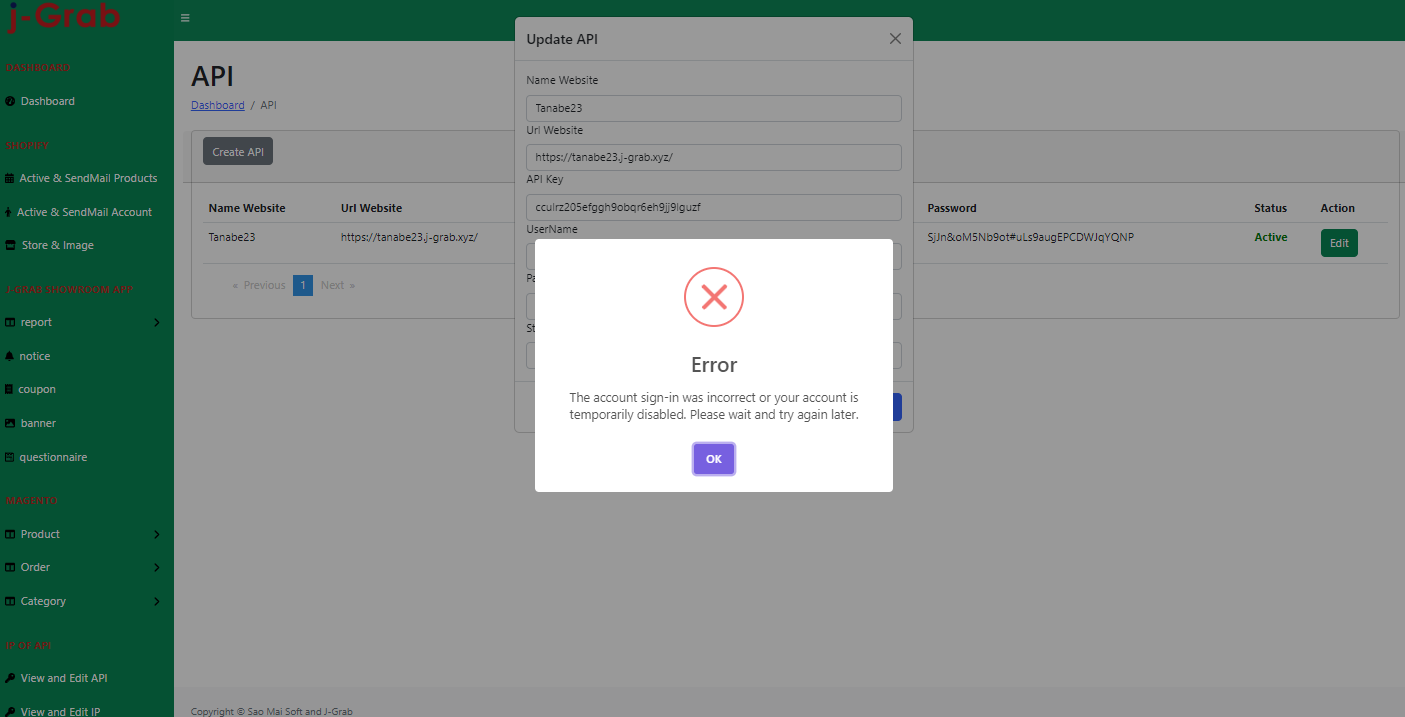 j-Grab
DASHBOARD
Dashboard
SHOPIFY
Active & SendMail Products
Active & SendMail Account
Store & Image
J-GRAB SHOWROOM APP
report
notice
coupon
banner
questionnaire
MAGENTO
Product
Order
Category
IP OF API
View and Edit API
View and Edit IP
API
Dashboard / API
Create API
Name Website Url Website Password Status Action
Tanabe23 https://tanabe23.j-grab.xyz/ SjJn&oM5Nb9ot#uLs9augEPCDWJqYQNP Active Edit
« Previous 1 Next »
Update API
Name Website
Tanabe23
Url Website
https://tanabe23.j-grab.xyz/
API Key
cculrz205efggh9obqr6eh9jj9lguzf
UserName
Pa
St
Error
The account sign-in was incorrect or your account is
temporarily disabled. Please wait and try again later.
OK
Copyright © Sao Mai Soft and J-Grab